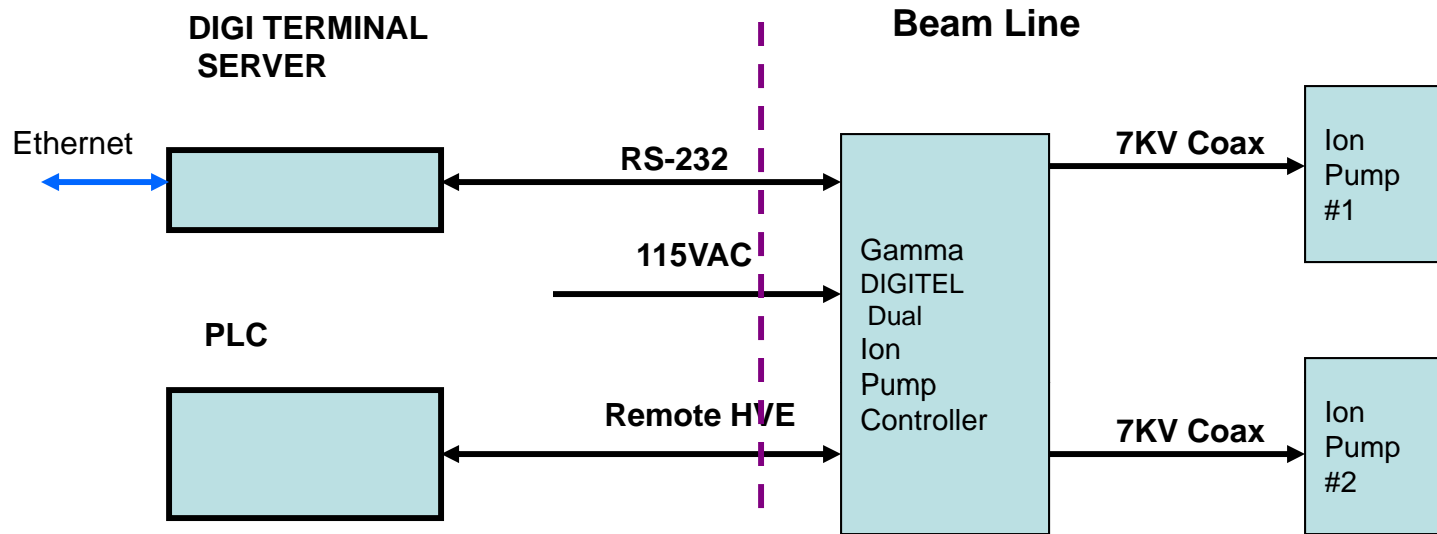 DIGI TERMINAL
SERVER
Beam Line
Ethernet
RS-232
7KV Coax
Ion
Pump
#1
115VAC
Gamma
DIGITEL
Dual
Ion
Pump
Controller
PLC
Remote HVE
7KV Coax
Ion
Pump
#2